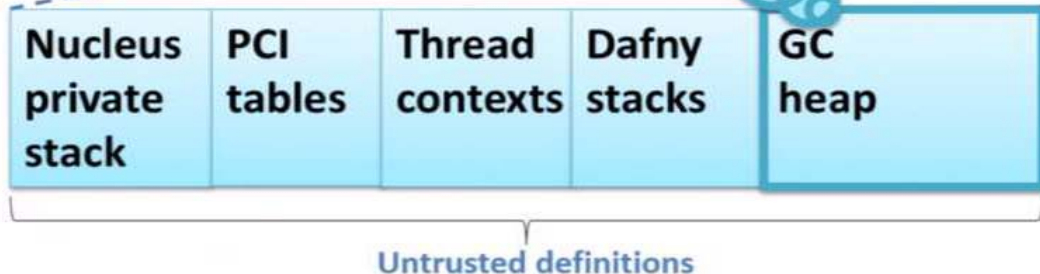 Nucleus private stack
PCI tables
Thread contexts
Dafny stacks
GC heap
Untrusted definitions